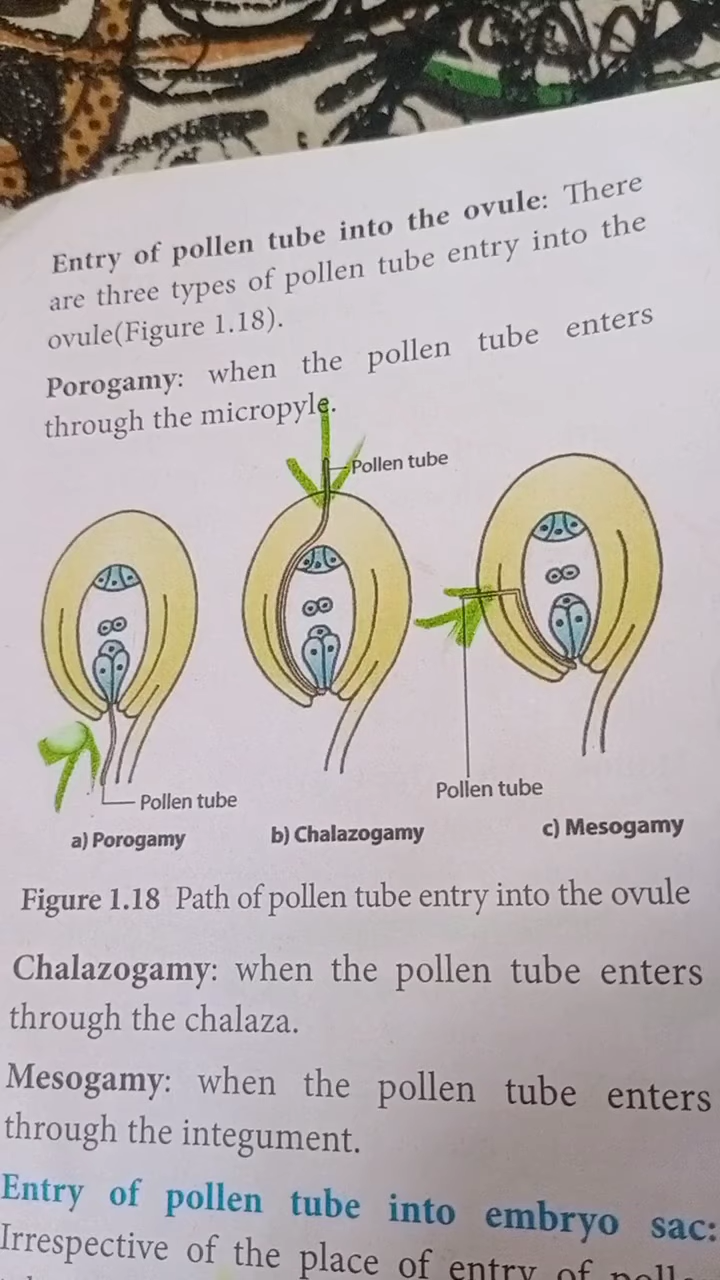 Entry of pollen tube into the ovule: There
are three types of pollen tube entry into the
ovule(Figure 1.18).
Porogamy: when the pollen tube enters
through the micropyle.
Pollen tube
Pollen tube
Pollen tube
a) Porogamy
b) Chalazogamy
c) Mesogamy
Figure 1.18 Path of pollen tube entry into the ovule
Chalazogamy: when the pollen tube enters
through the chalaza.
Mesogamy: when the pollen tube enters
through the integument.
Entry of pollen tube into embryo sac:
Irrespective of the place of entry of